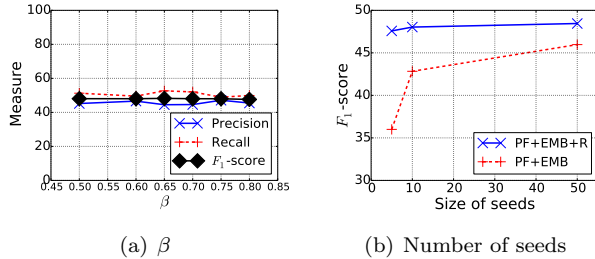 100
80
60
40
20
0
Measure
Precision
Recall
F₁-score
0.45 0.50 0.55 0.60 0.65 0.70 0.75 0.80 0.85
β
(a) β
50
45
40
35
30
F₁-score
PF+EMB+R
PF+EMB
0 10 20 30 40 50
Size of seeds
(b) Number of seeds